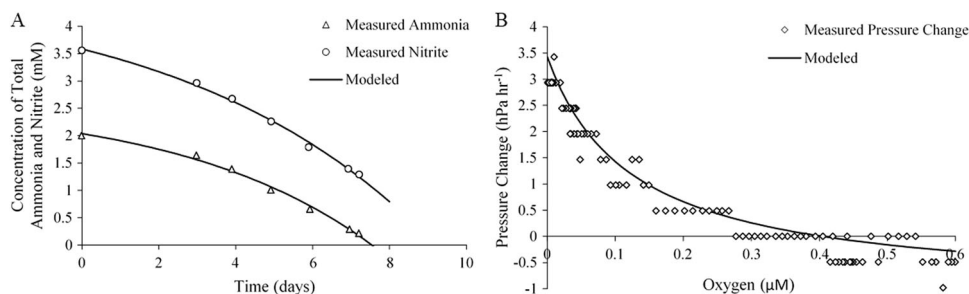 A
Measured Ammonia
Measured Nitrite
Modeled
Concentration of Total
Ammonia and Nitrite (mM)
4
3.5
3
2.5
2
1.5
1
0.5
0
0 2 4 6 8 10
Time (days)
B
Measured Pressure Change
Modeled
Pressure Change (hPa hr-1)
4
3.5
3
2.5
2
1.5
1
0.5
0
-0.5
-1
0 0.1 0.2 0.3 0.4 0.5 0.6
Oxygen (µM)